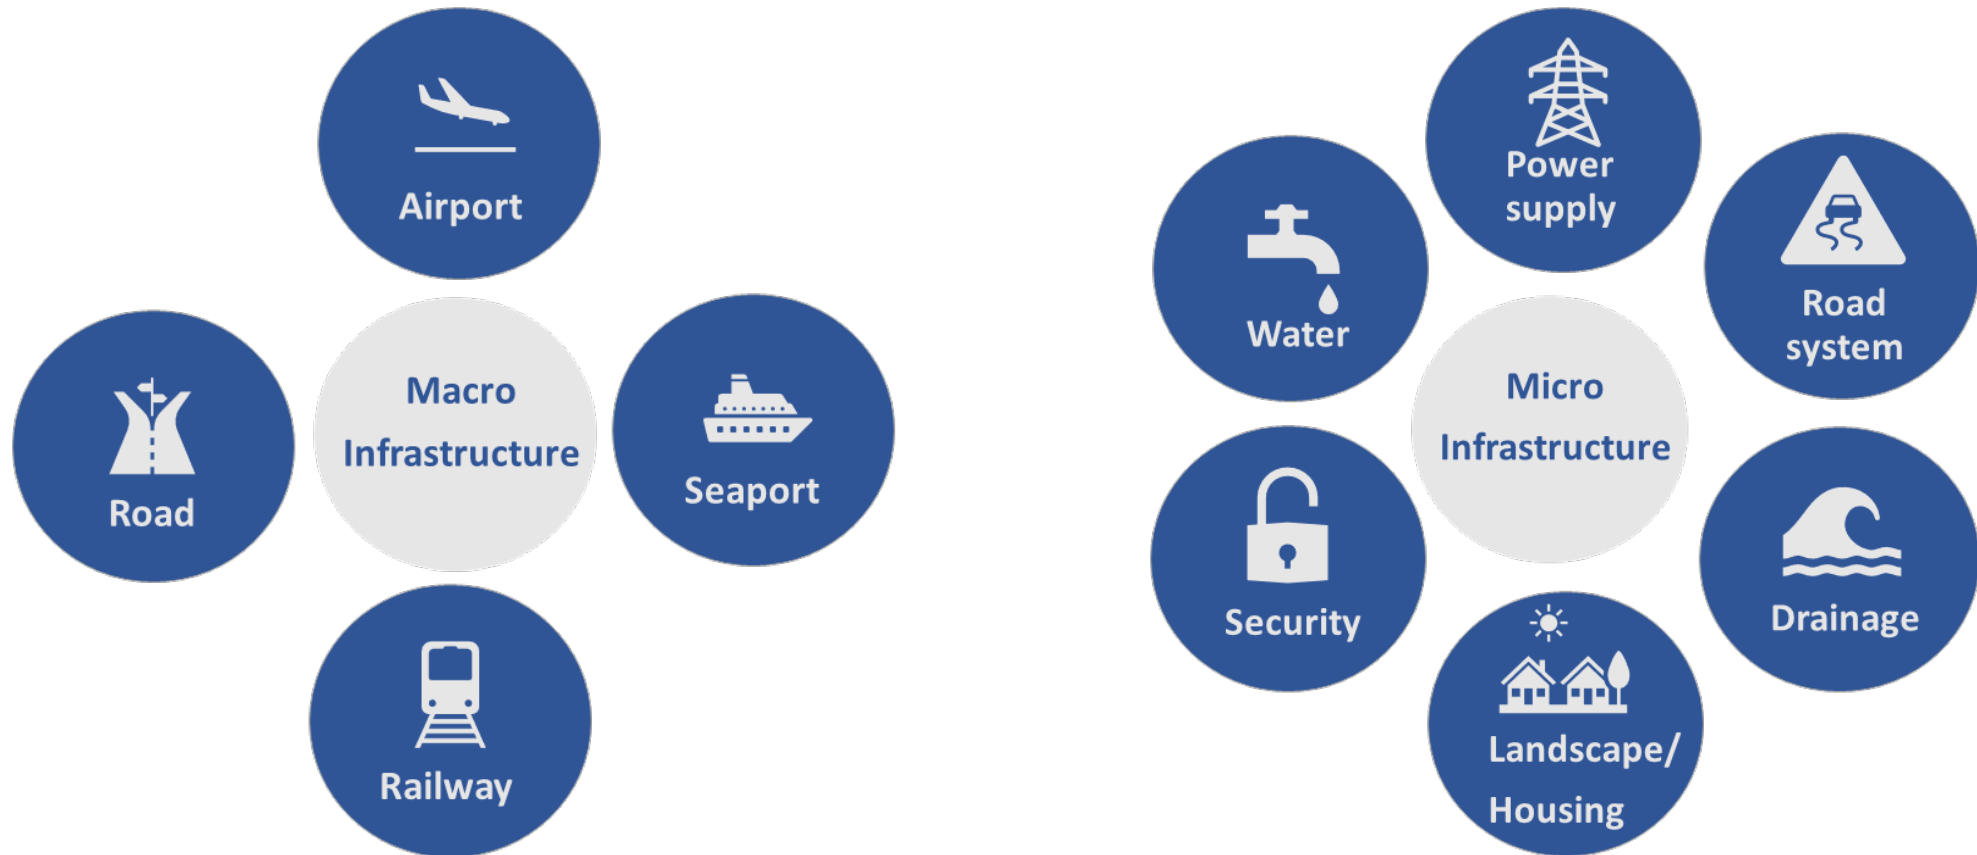 Airport
Road
Macro
Infrastructure
Seaport
Railway
Power
supply
Water
Road
system
Micro
Infrastructure
Security
Drainage
Landscape/
Housing